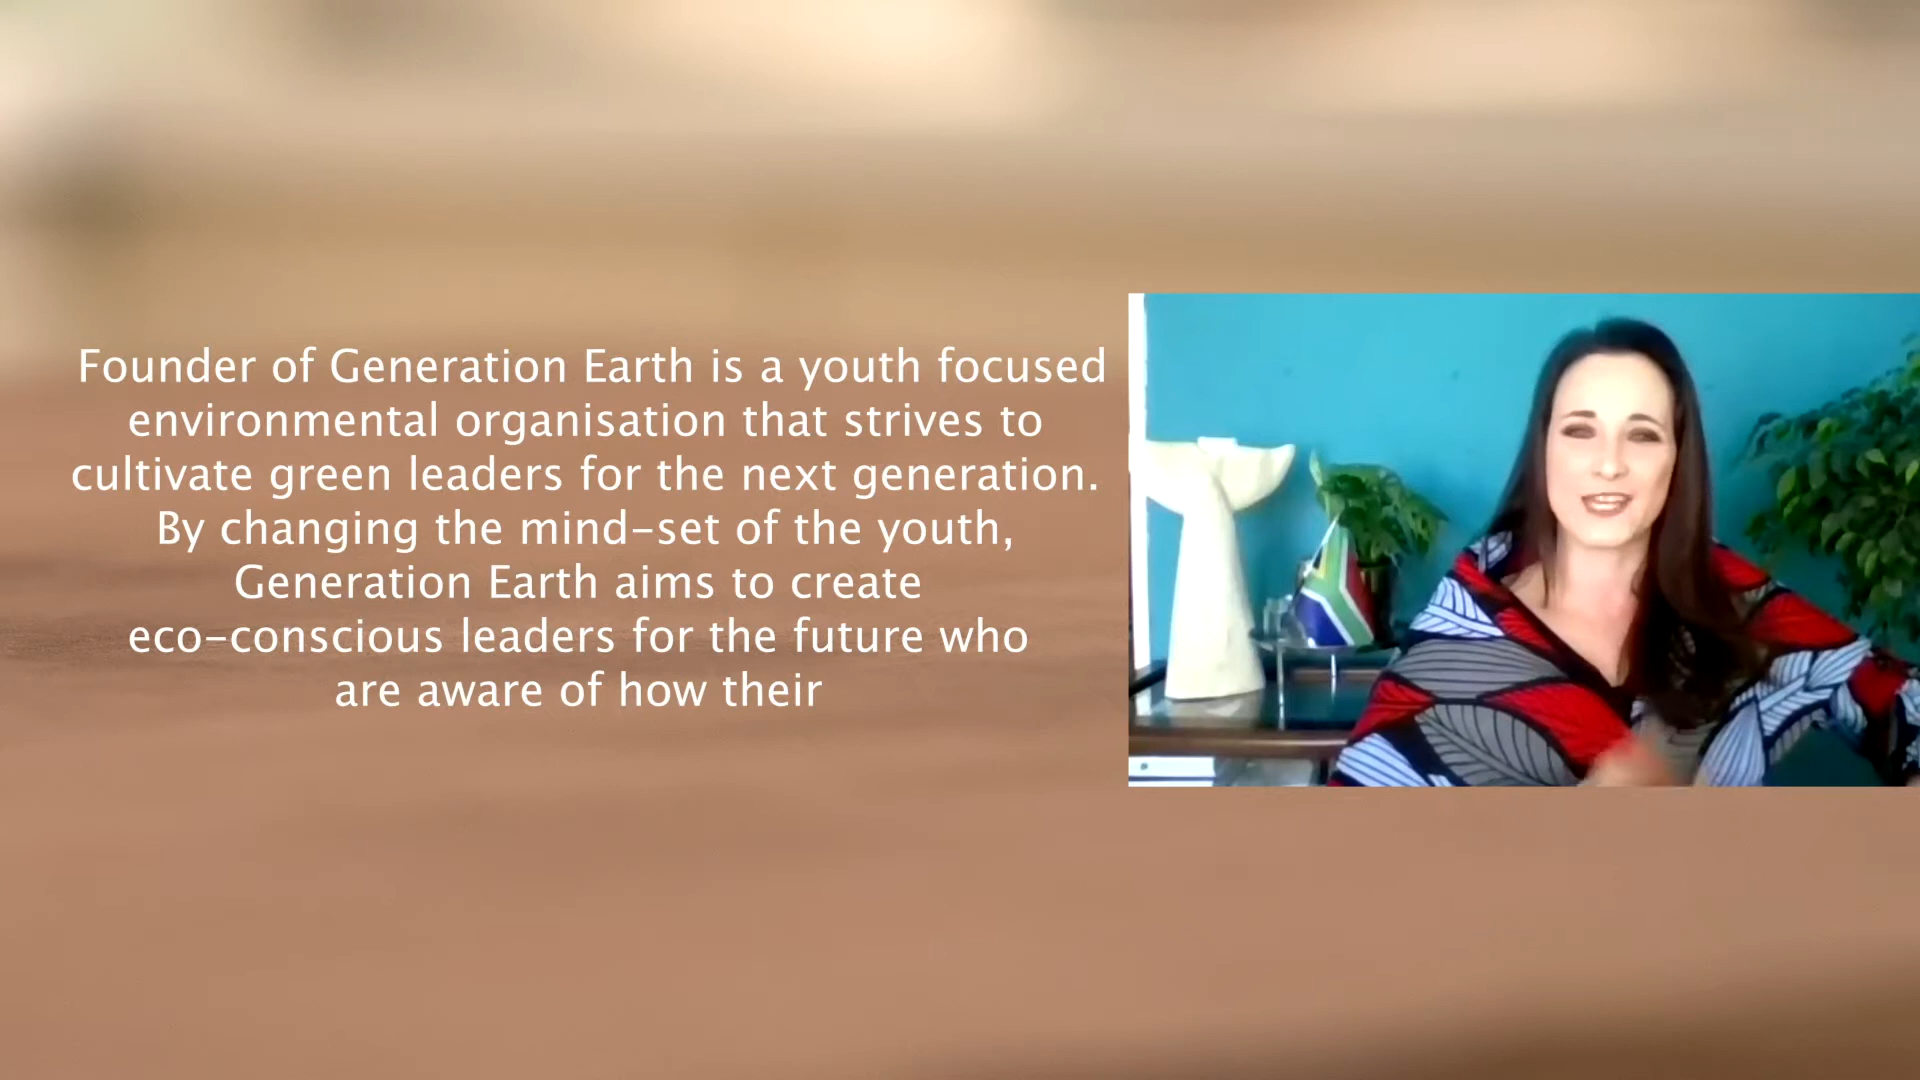 Founder of Generation Earth is a youth focused
environmental organisation that strives to
cultivate green leaders for the next generation.
By changing the mind-set of the youth,
Generation Earth aims to create
eco-conscious leaders for the future who
are aware of how their